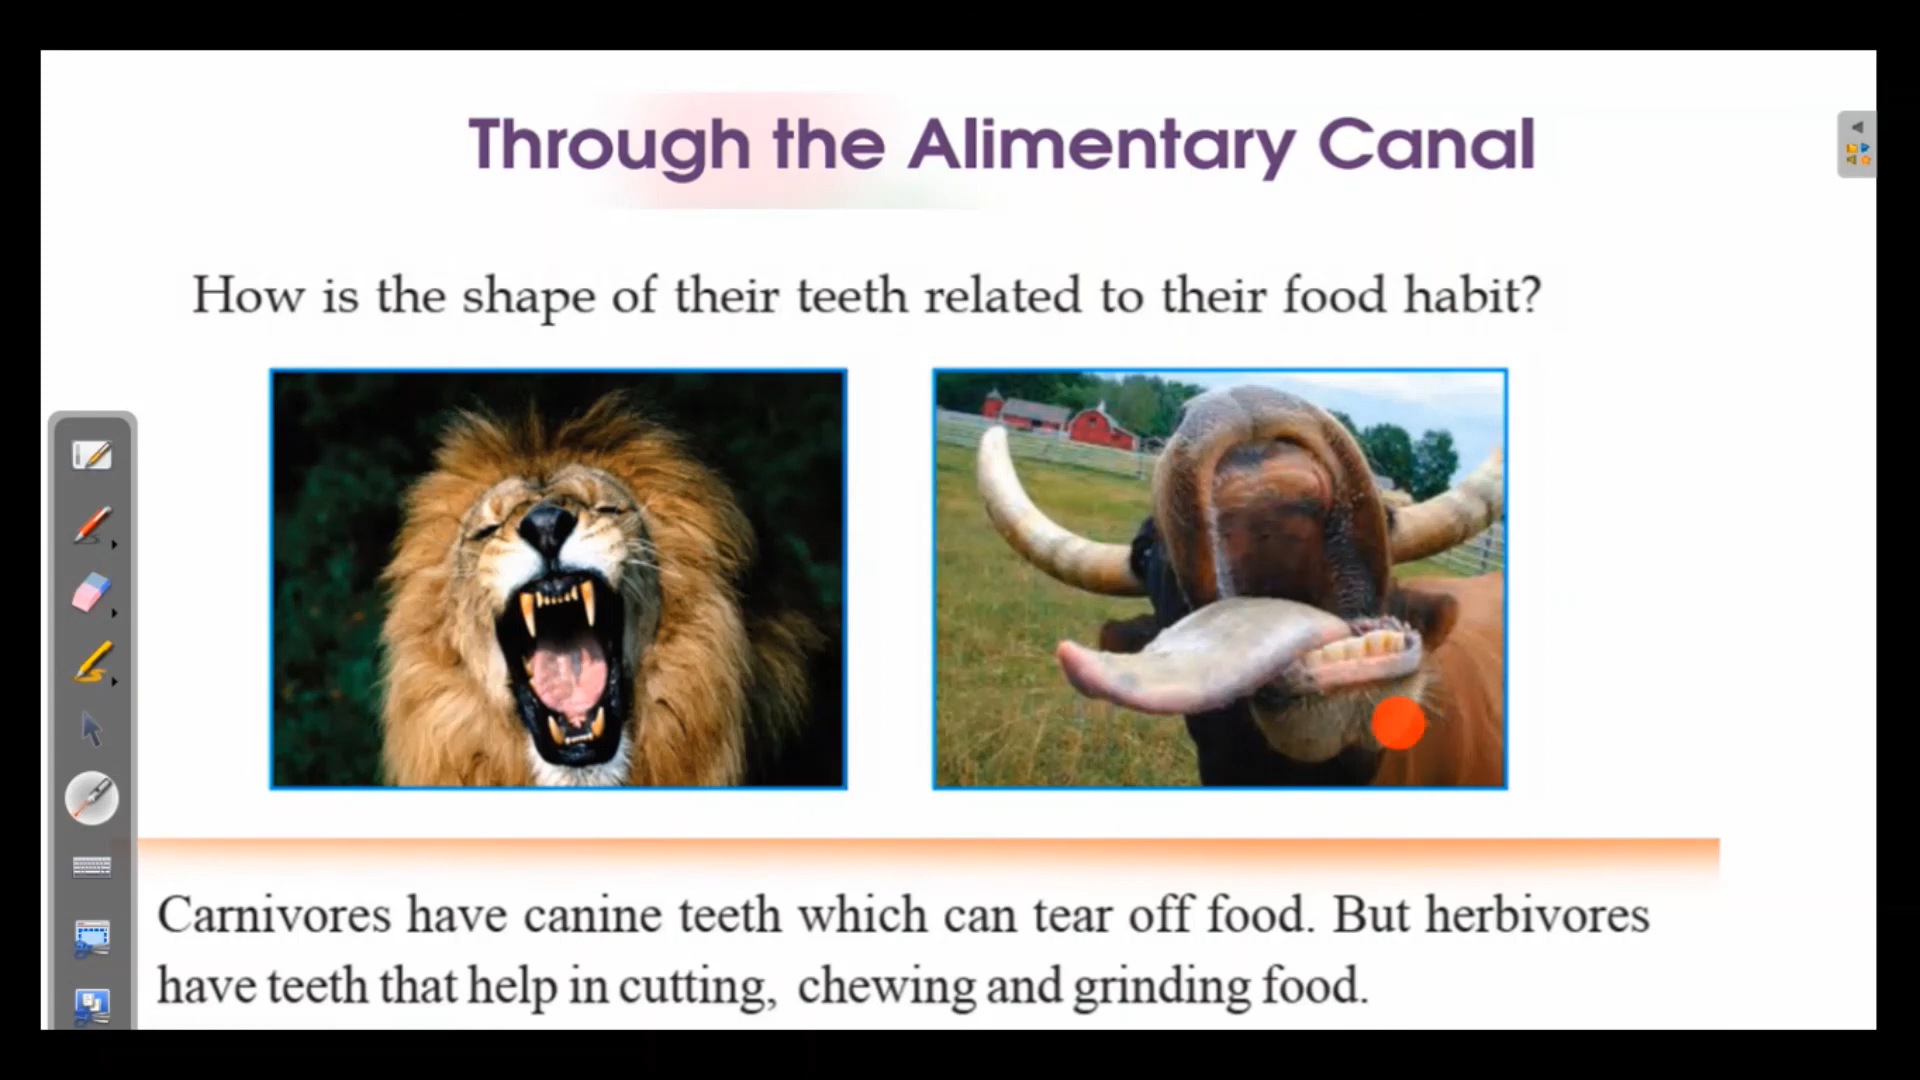 Through the Alimentary Canal
How is the shape of their teeth related to their food habit?
Carnivores have canine teeth which can tear off food. But herbivores
have teeth that help in cutting, chewing and grinding food.